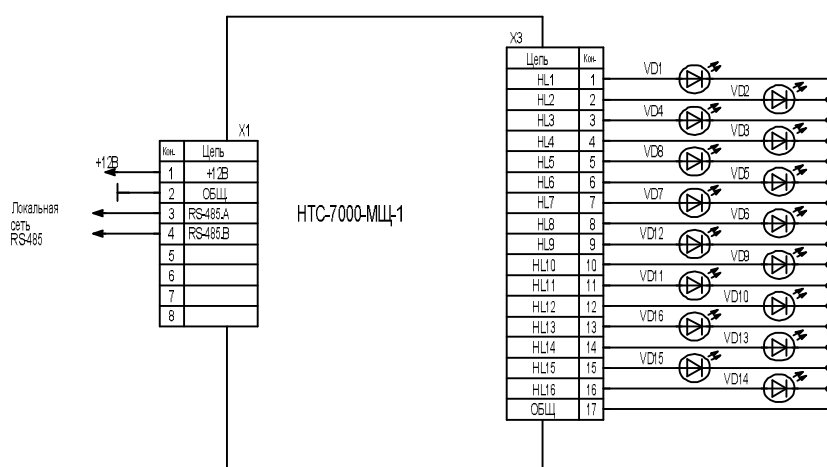 X3
Цепь Кон.
HL1 1
HL2 2
HL3 3
HL4 4
HL5 5
HL6 6
HL7 7
HL8 8
HL9 9
HL10 10
HL11 11
HL12 12
HL13 13
HL14 14
HL15 15
HL16 16
ОБЩ 17
VD1
VD2
VD4
VD3
VD8
VD5
VD7
VD6
VD12
VD9
VD11
VD10
VD16
VD13
VD15
VD14
X1
Кон. Цепь
1 +12В
2 ОБЩ.
3 RS-485.A
4 RS-485.B
5
6
7
8
+12В
Локальная
сеть
RS-485
НТС-7000-МЩ-1